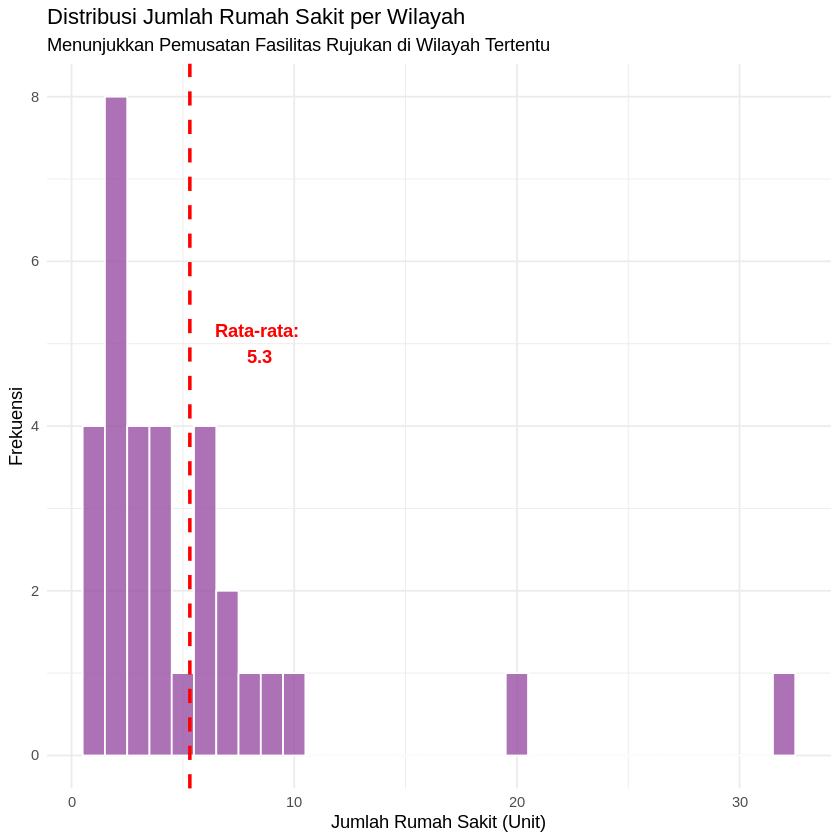 Distribusi Jumlah Rumah Sakit per Wilayah
Menunjukkan Pemusatan Fasilitas Rujukan di Wilayah Tertentu
8
6
4
2
0
Frekuensi
Rata-rata:
5.3
0 10 20 30
Jumlah Rumah Sakit (Unit)